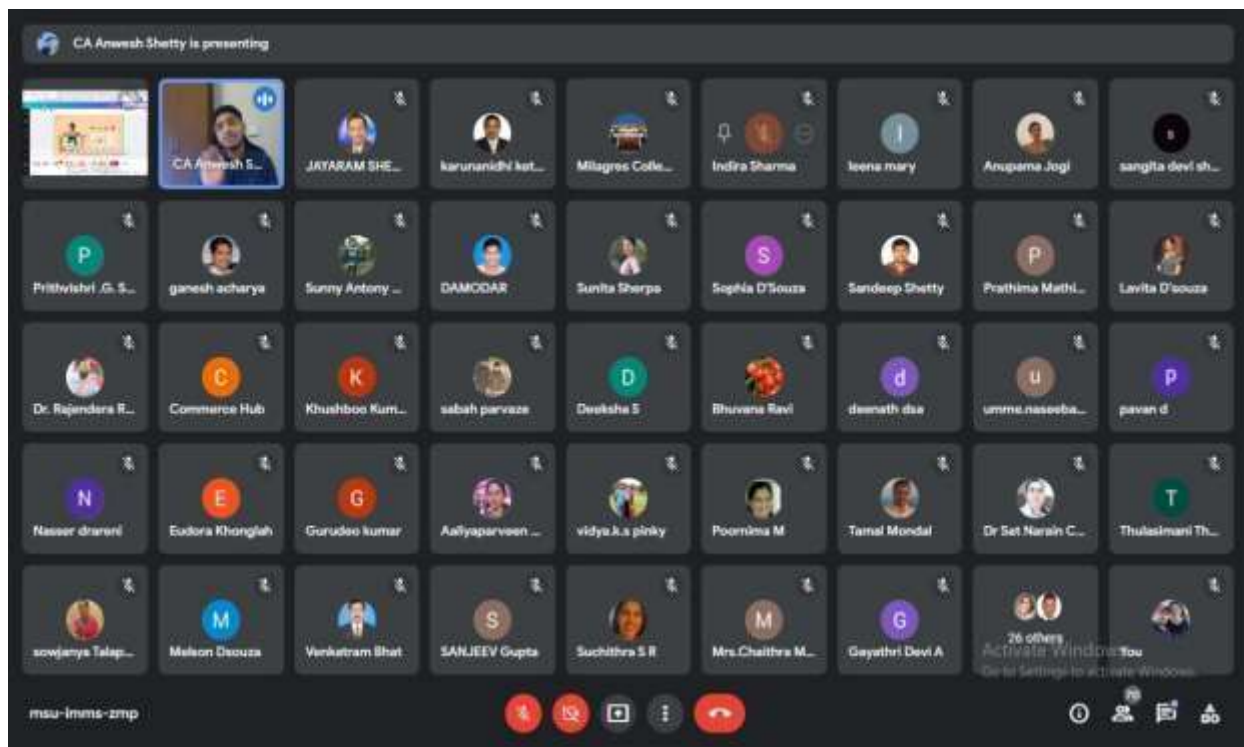 CA Anwesh Shetty is presenting
CA Anwesh S... JAYARAM SHE... karunanidhi kot... Milagres Colle... Indira Sharma leena mary Anupama Jogi s sangita devi sh...
P Prithvishri .G. S... ganesh acharya Sunny Antony ... DAMODAR Sunita Sherpa S Sophia D'Souza Sandeep Shetty P Prathima Mathi... Lavita D'souza
Dr. Rajendera R... C Commerce Hub K Khushboo Kum... sabah parvaze D Deeksha S Bhuvana Ravi d deenath dsa u umme.naseeba... P pavan d
N Nasser drareni E Eudora Khonglah G Gurudeo kumar Aaliyaparveen ... vidya.k.s pinky Poornima M Tamal Mondal Dr Sat Narain C... T Thulasimani Th...
sowjanya Talap... M Melson Dsouza Venkatram Bhat S SANJEEV Gupta Suchithra S R M Mrs.Chaithra M... G Gayathri Devi A 26 others You
Activate Windows
Go to Settings to activate Windows.
msu-imms-zmp
70